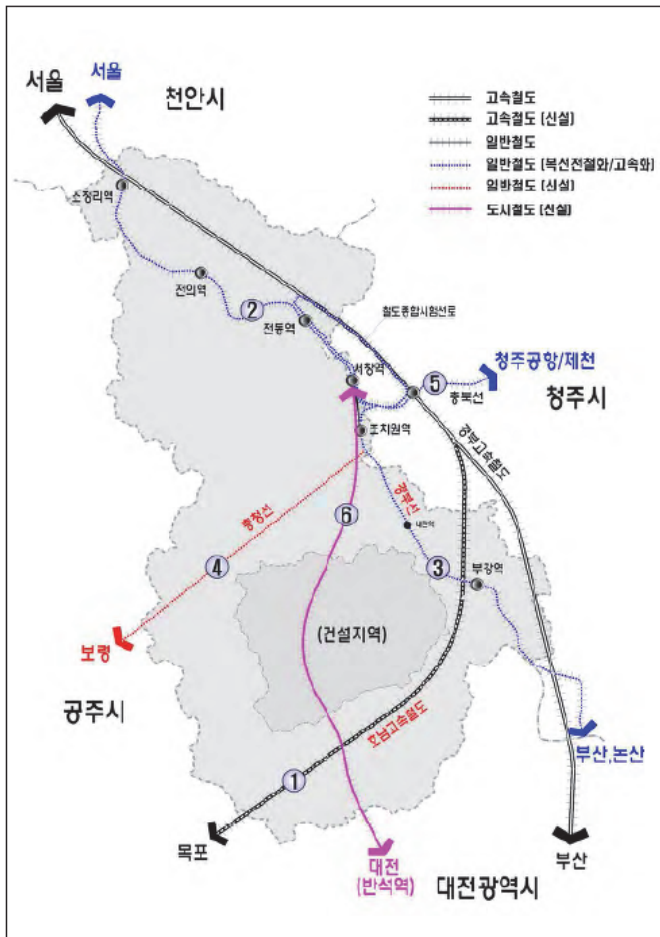 서울
서울
천안시
고속철도
고속철도 (신설)
일반철도
일반철도 (복선전철화/고속화)
일반철도 (신설)
도시철도 (신설)
소정리역
전의역
②
전동역
철도종합시험선로
서창역
⑤
충북선
청주공항/제천
청주시
조치원역
경부고속철도
충청선
경부선
⑥
내판역
④
③
부강역
(건설지역)
보령
공주시
호남고속철도
부산,논산
①
목포
대전
(반석역)
대전광역시
부산